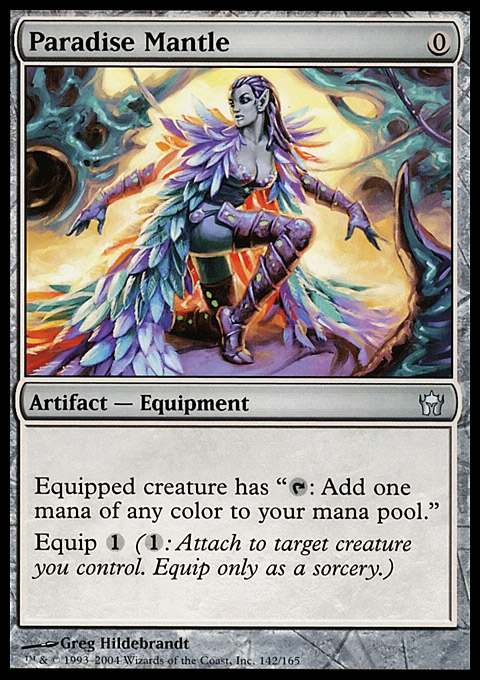 Paradise Mantle 0
Artifact — Equipment
Equipped creature has “: Add one
mana of any color to your mana pool.”
Equip 1 (1: Attach to target creature
you control. Equip only as a sorcery.)
Greg Hildebrandt
™ & © 1993–2004 Wizards of the Coast, Inc. 142/165